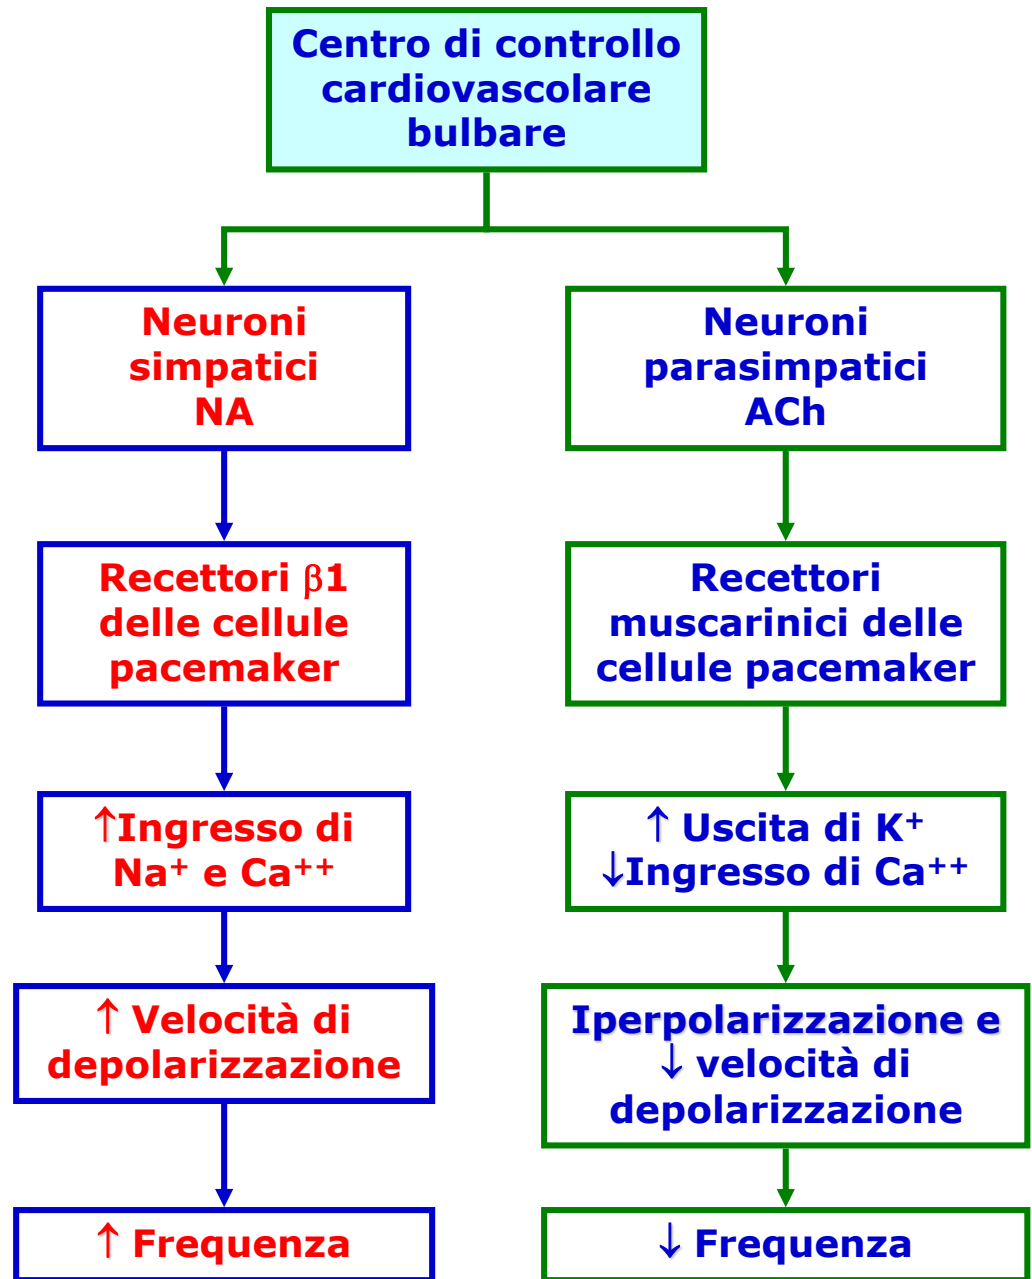 Centro di controllo
cardiovascolare
bulbare
Neuroni
simpatici
NA
Neuroni
parasimpatici
ACh
Recettori β1
delle cellule
pacemaker
Recettori
muscarinici delle
cellule pacemaker
↑Ingresso di
Na⁺ e Ca⁺⁺
↑ Uscita di K⁺
↓Ingresso di Ca⁺⁺
↑ Velocità di
depolarizzazione
Iperpolarizzazione e
↓ velocità di
depolarizzazione
↑ Frequenza
↓ Frequenza